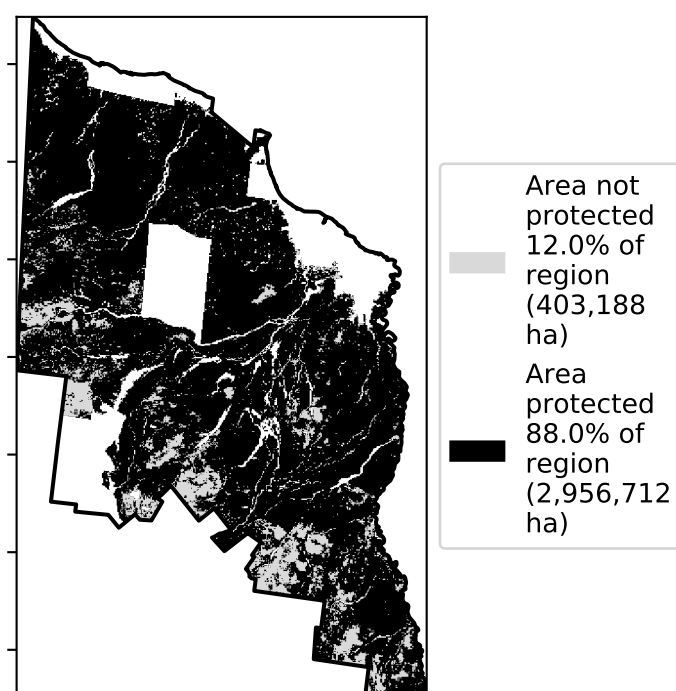 Area not
protected
12.0% of
region
(403,188
ha)
Area
protected
88.0% of
region
(2,956,712
ha)